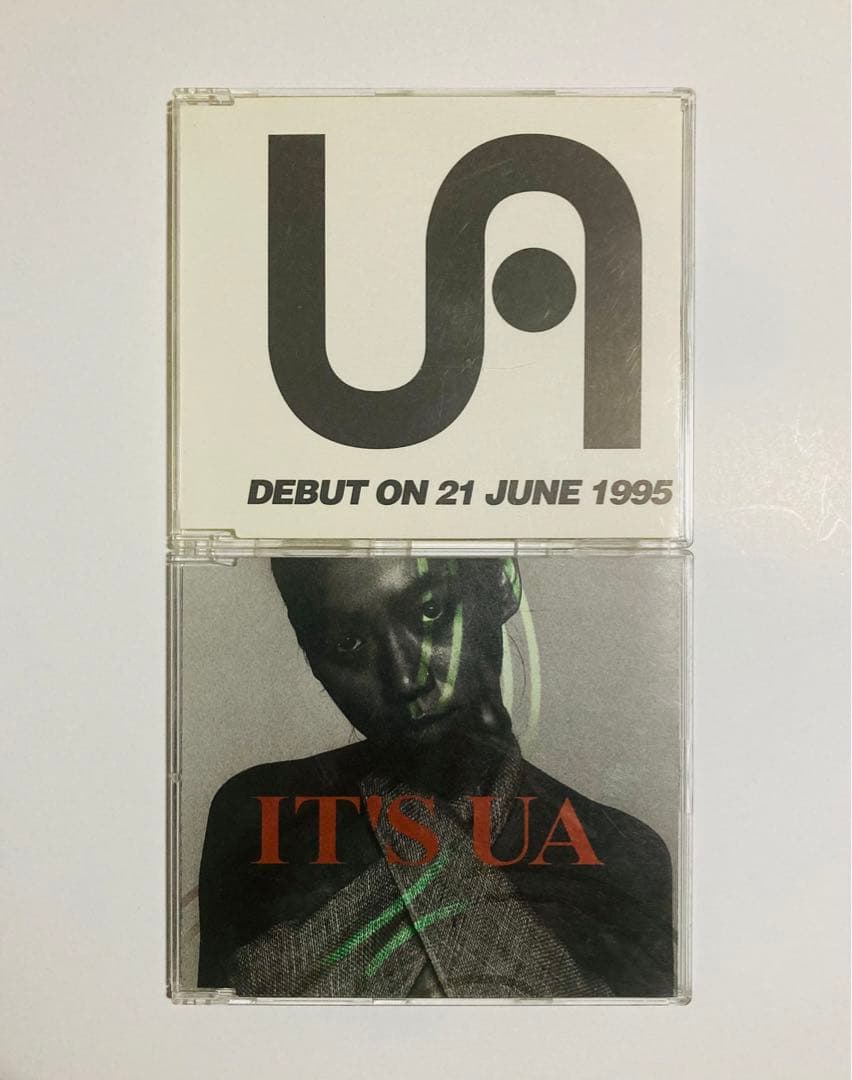 UA
DEBUT ON 21 JUNE 1995
IT'S UA